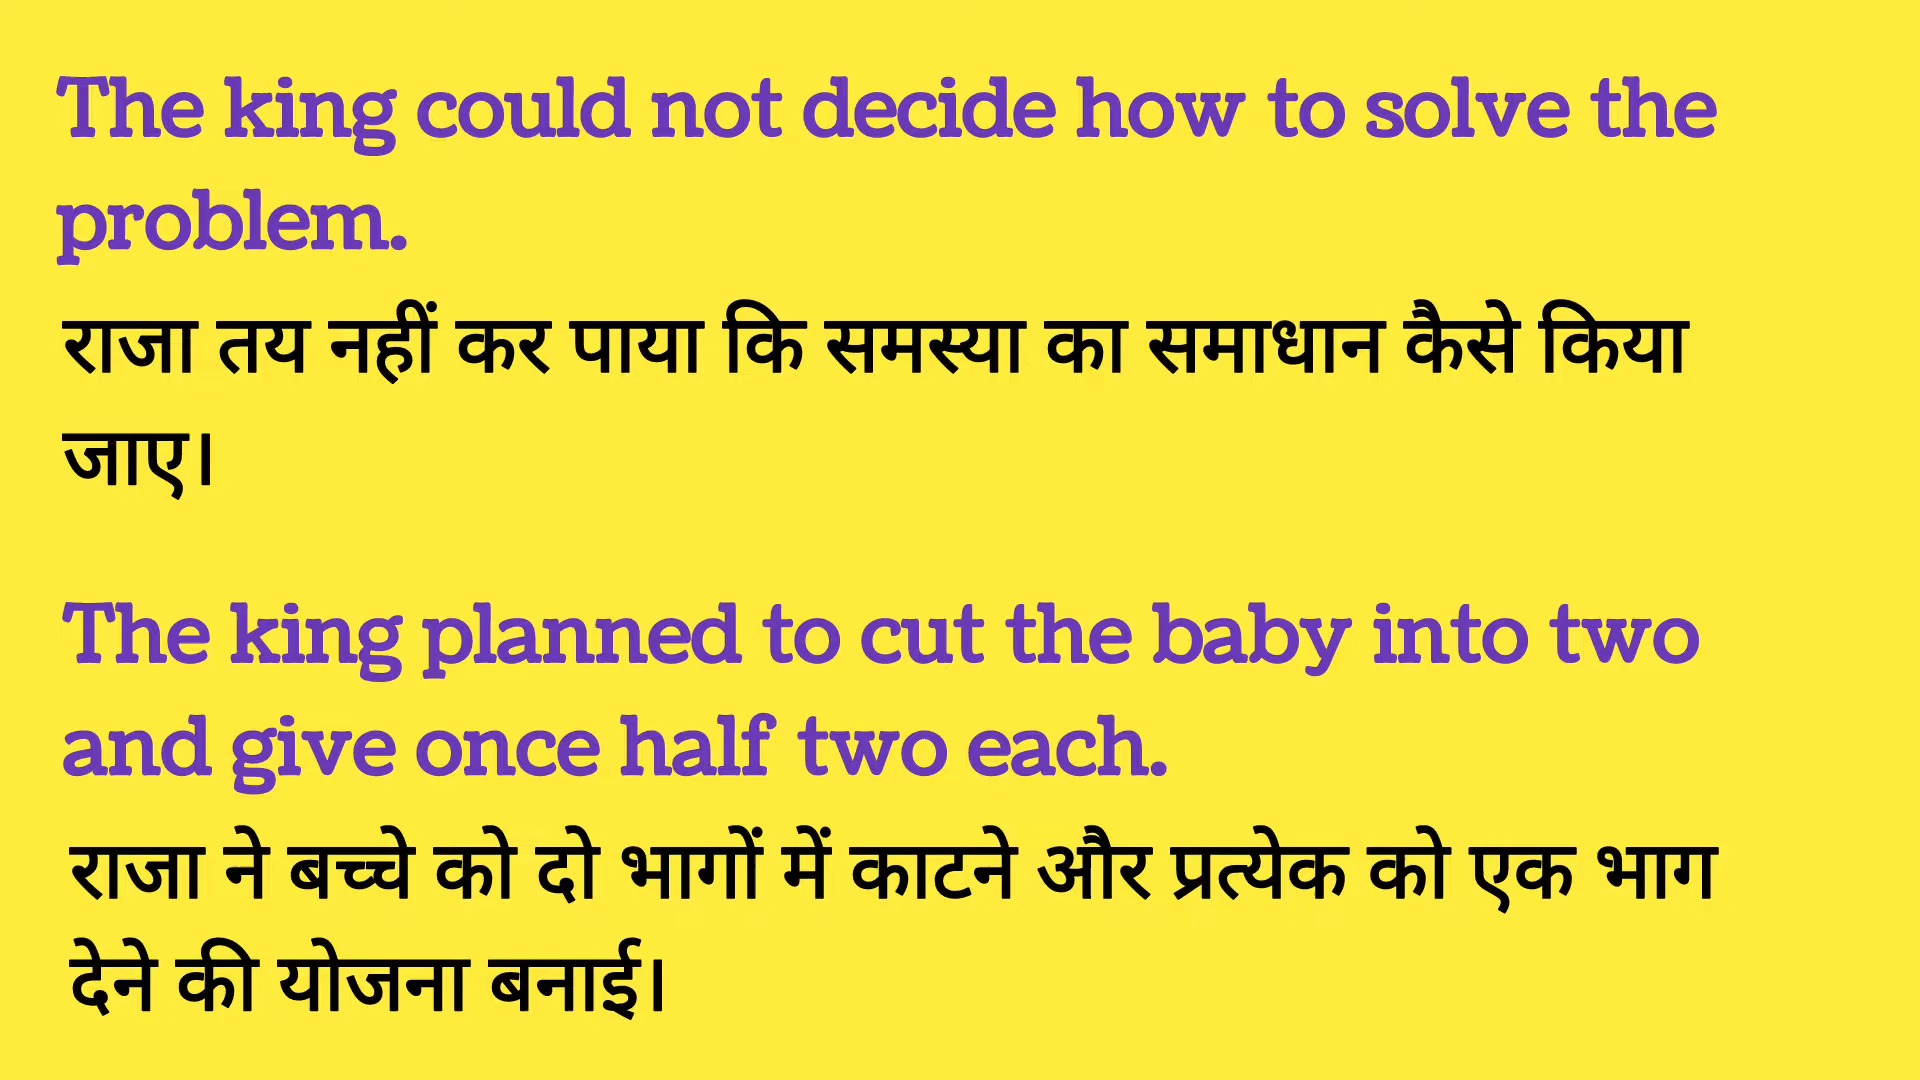 The king could not decide how to solve the
problem.
राजा तय नहीं कर पाया कि समस्या का समाधान कैसे किया
जाए।
The king planned to cut the baby into two
and give once half two each.
राजा ने बच्चे को दो भागों में काटने और प्रत्येक को एक भाग
देने की योजना बनाई।